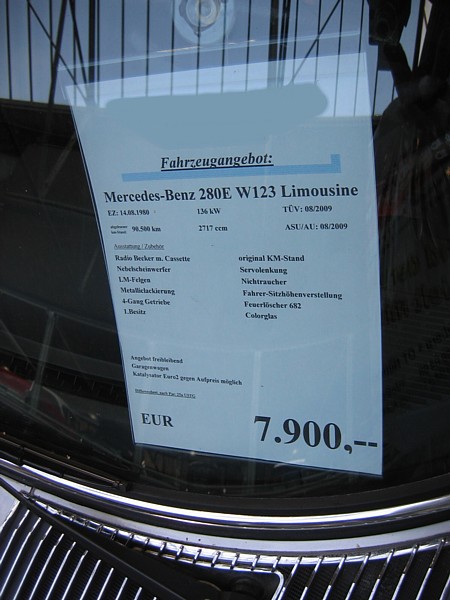 Fahrzeugangebot:
Mercedes-Benz 280E W123 Limousine
EZ: 14.08.1980 136 kW TÜV: 08/2009
90.500 km 2717 ccm ASU/AU: 08/2009
Ausstattung / Zubehör
Radio Becker m. Cassette original KM-Stand
Nebelscheinwerfer Servolenkung
LM-Felgen Nichtraucher
Metalliclackierung Fahrer-Sitzhöhenverstellung
4-Gang Getriebe Feuerlöscher 682
1.Besitz Colorglas
Angebot freibleibend
Garagenwagen
Katalysator Euro2 gegen Aufpreis möglich
EUR 7.900,--